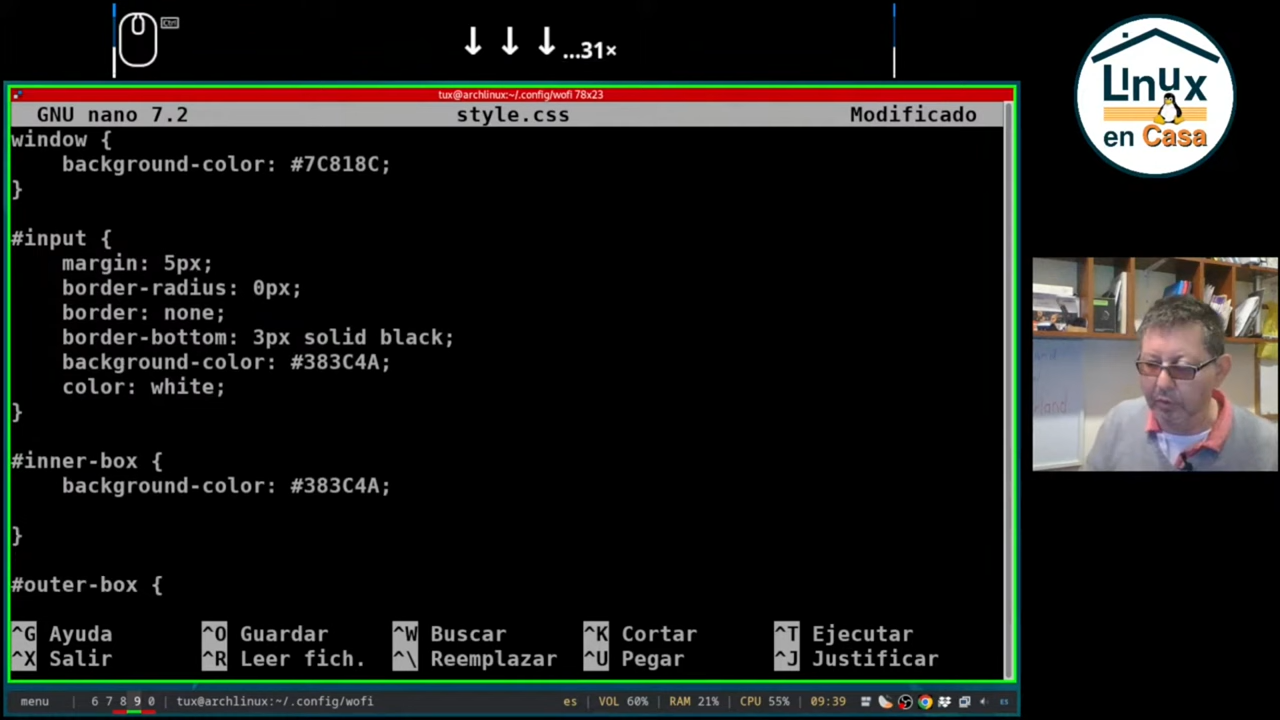 Ctrl
↓ ↓ ↓ ...31×
Linux
en Casa
tux@archlinux:~/.config/wofi 78x23
GNU nano 7.2 style.css Modificado
window {
    background-color: #7C818C;
}
#input {
    margin: 5px;
    border-radius: 0px;
    border: none;
    border-bottom: 3px solid black;
    background-color: #383C4A;
    color: white;
}
#inner-box {
    background-color: #383C4A;
}
#outer-box {
^G Ayuda ^O Guardar ^W Buscar ^K Cortar ^T Ejecutar
^X Salir ^R Leer fich. ^\ Reemplazar ^U Pegar ^J Justificar
menu 6 7 8 9 0 tux@archlinux:~/.config/wofi es VOL 60% RAM 21% CPU 55% 09:39 ES